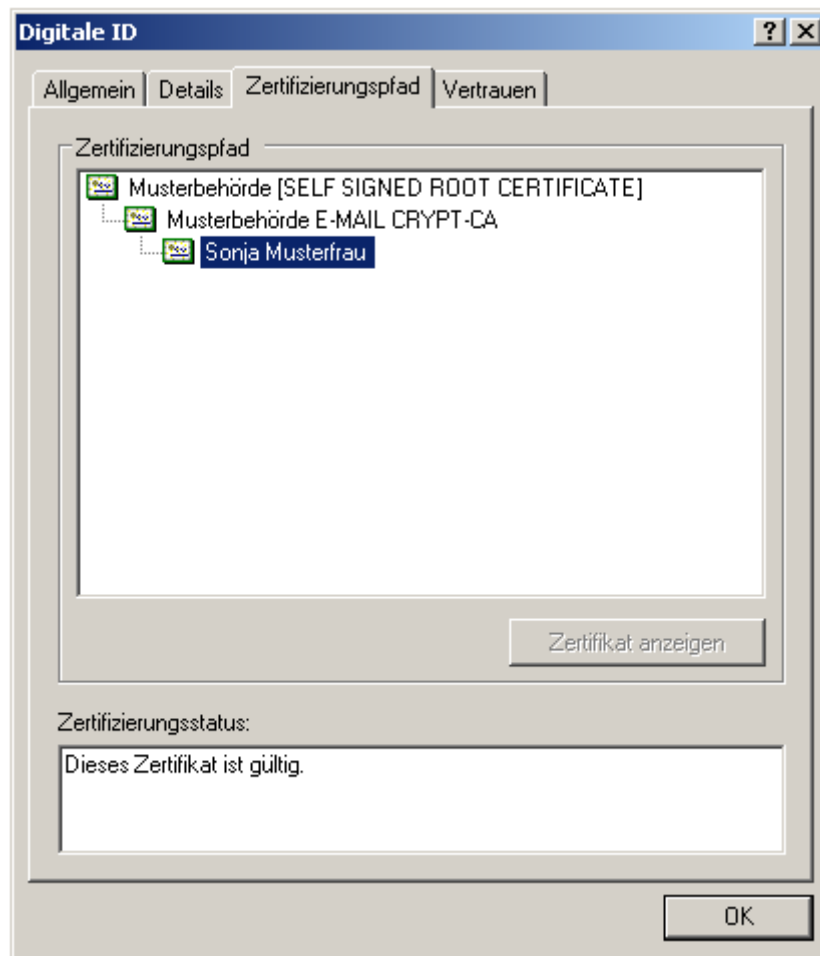 Digitale ID
Allgemein Details Zertifizierungspfad Vertrauen
Zertifizierungspfad
Musterbehörde [SELF SIGNED ROOT CERTIFICATE]
Musterbehörde E-MAIL CRYPT-CA
Sonja Musterfrau
Zertifikat anzeigen
Zertifizierungsstatus:
Dieses Zertifikat ist gültig.
OK